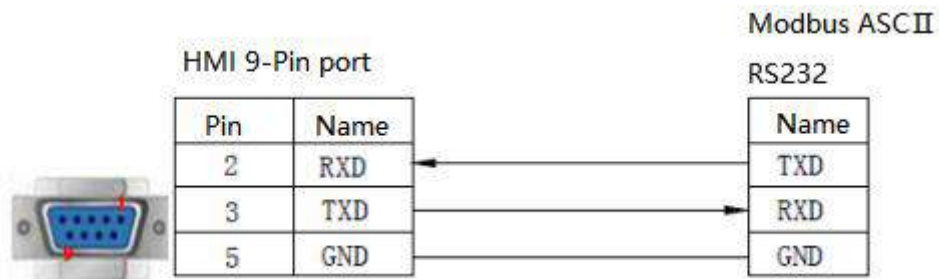 Modbus ASCⅡ
HMI 9-Pin port
RS232
Pin Name Name
2 RXD TXD
3 TXD RXD
5 GND GND